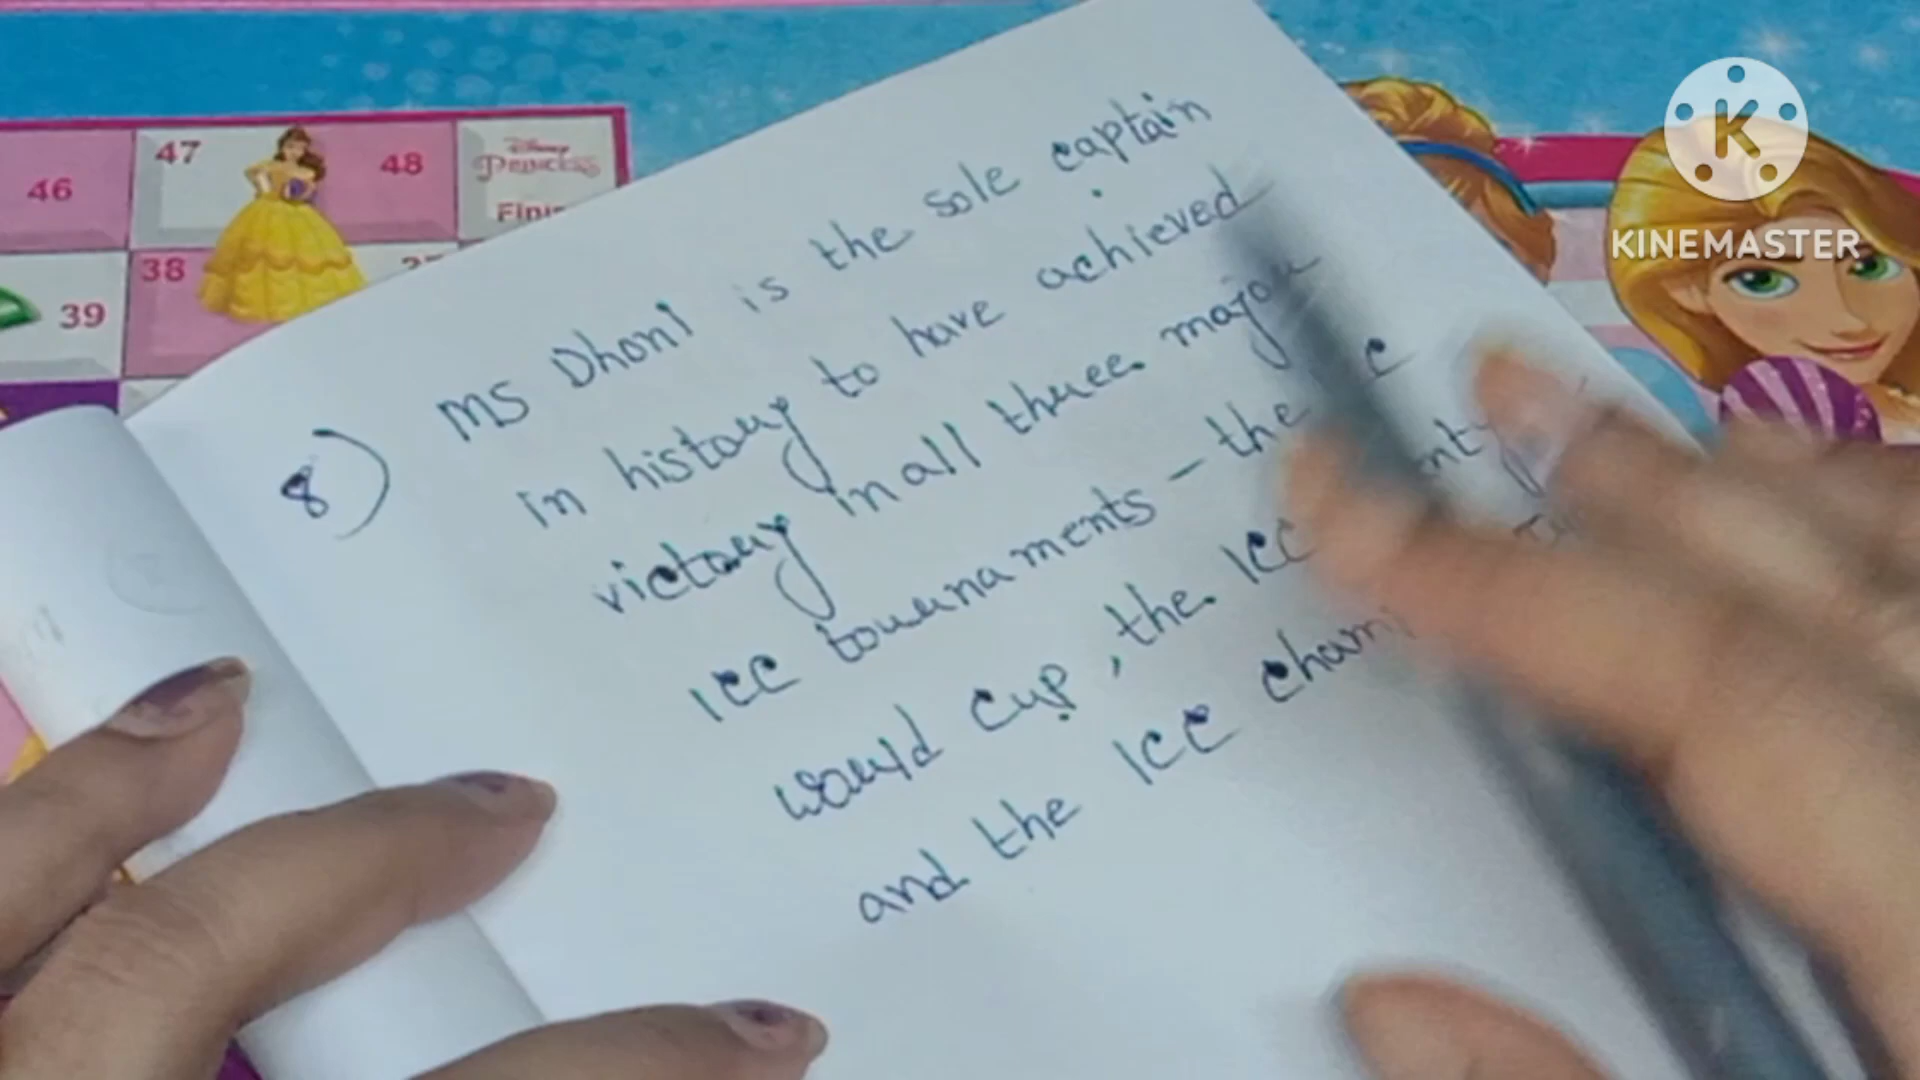 46
47
48
Disney
PRINCESS
39
38
KINEMASTER
8) MS Dhoni is the sole captain
in history to have achieved
victory in all three major
ICC tournaments - the
world cup, the ICC
and the ICC